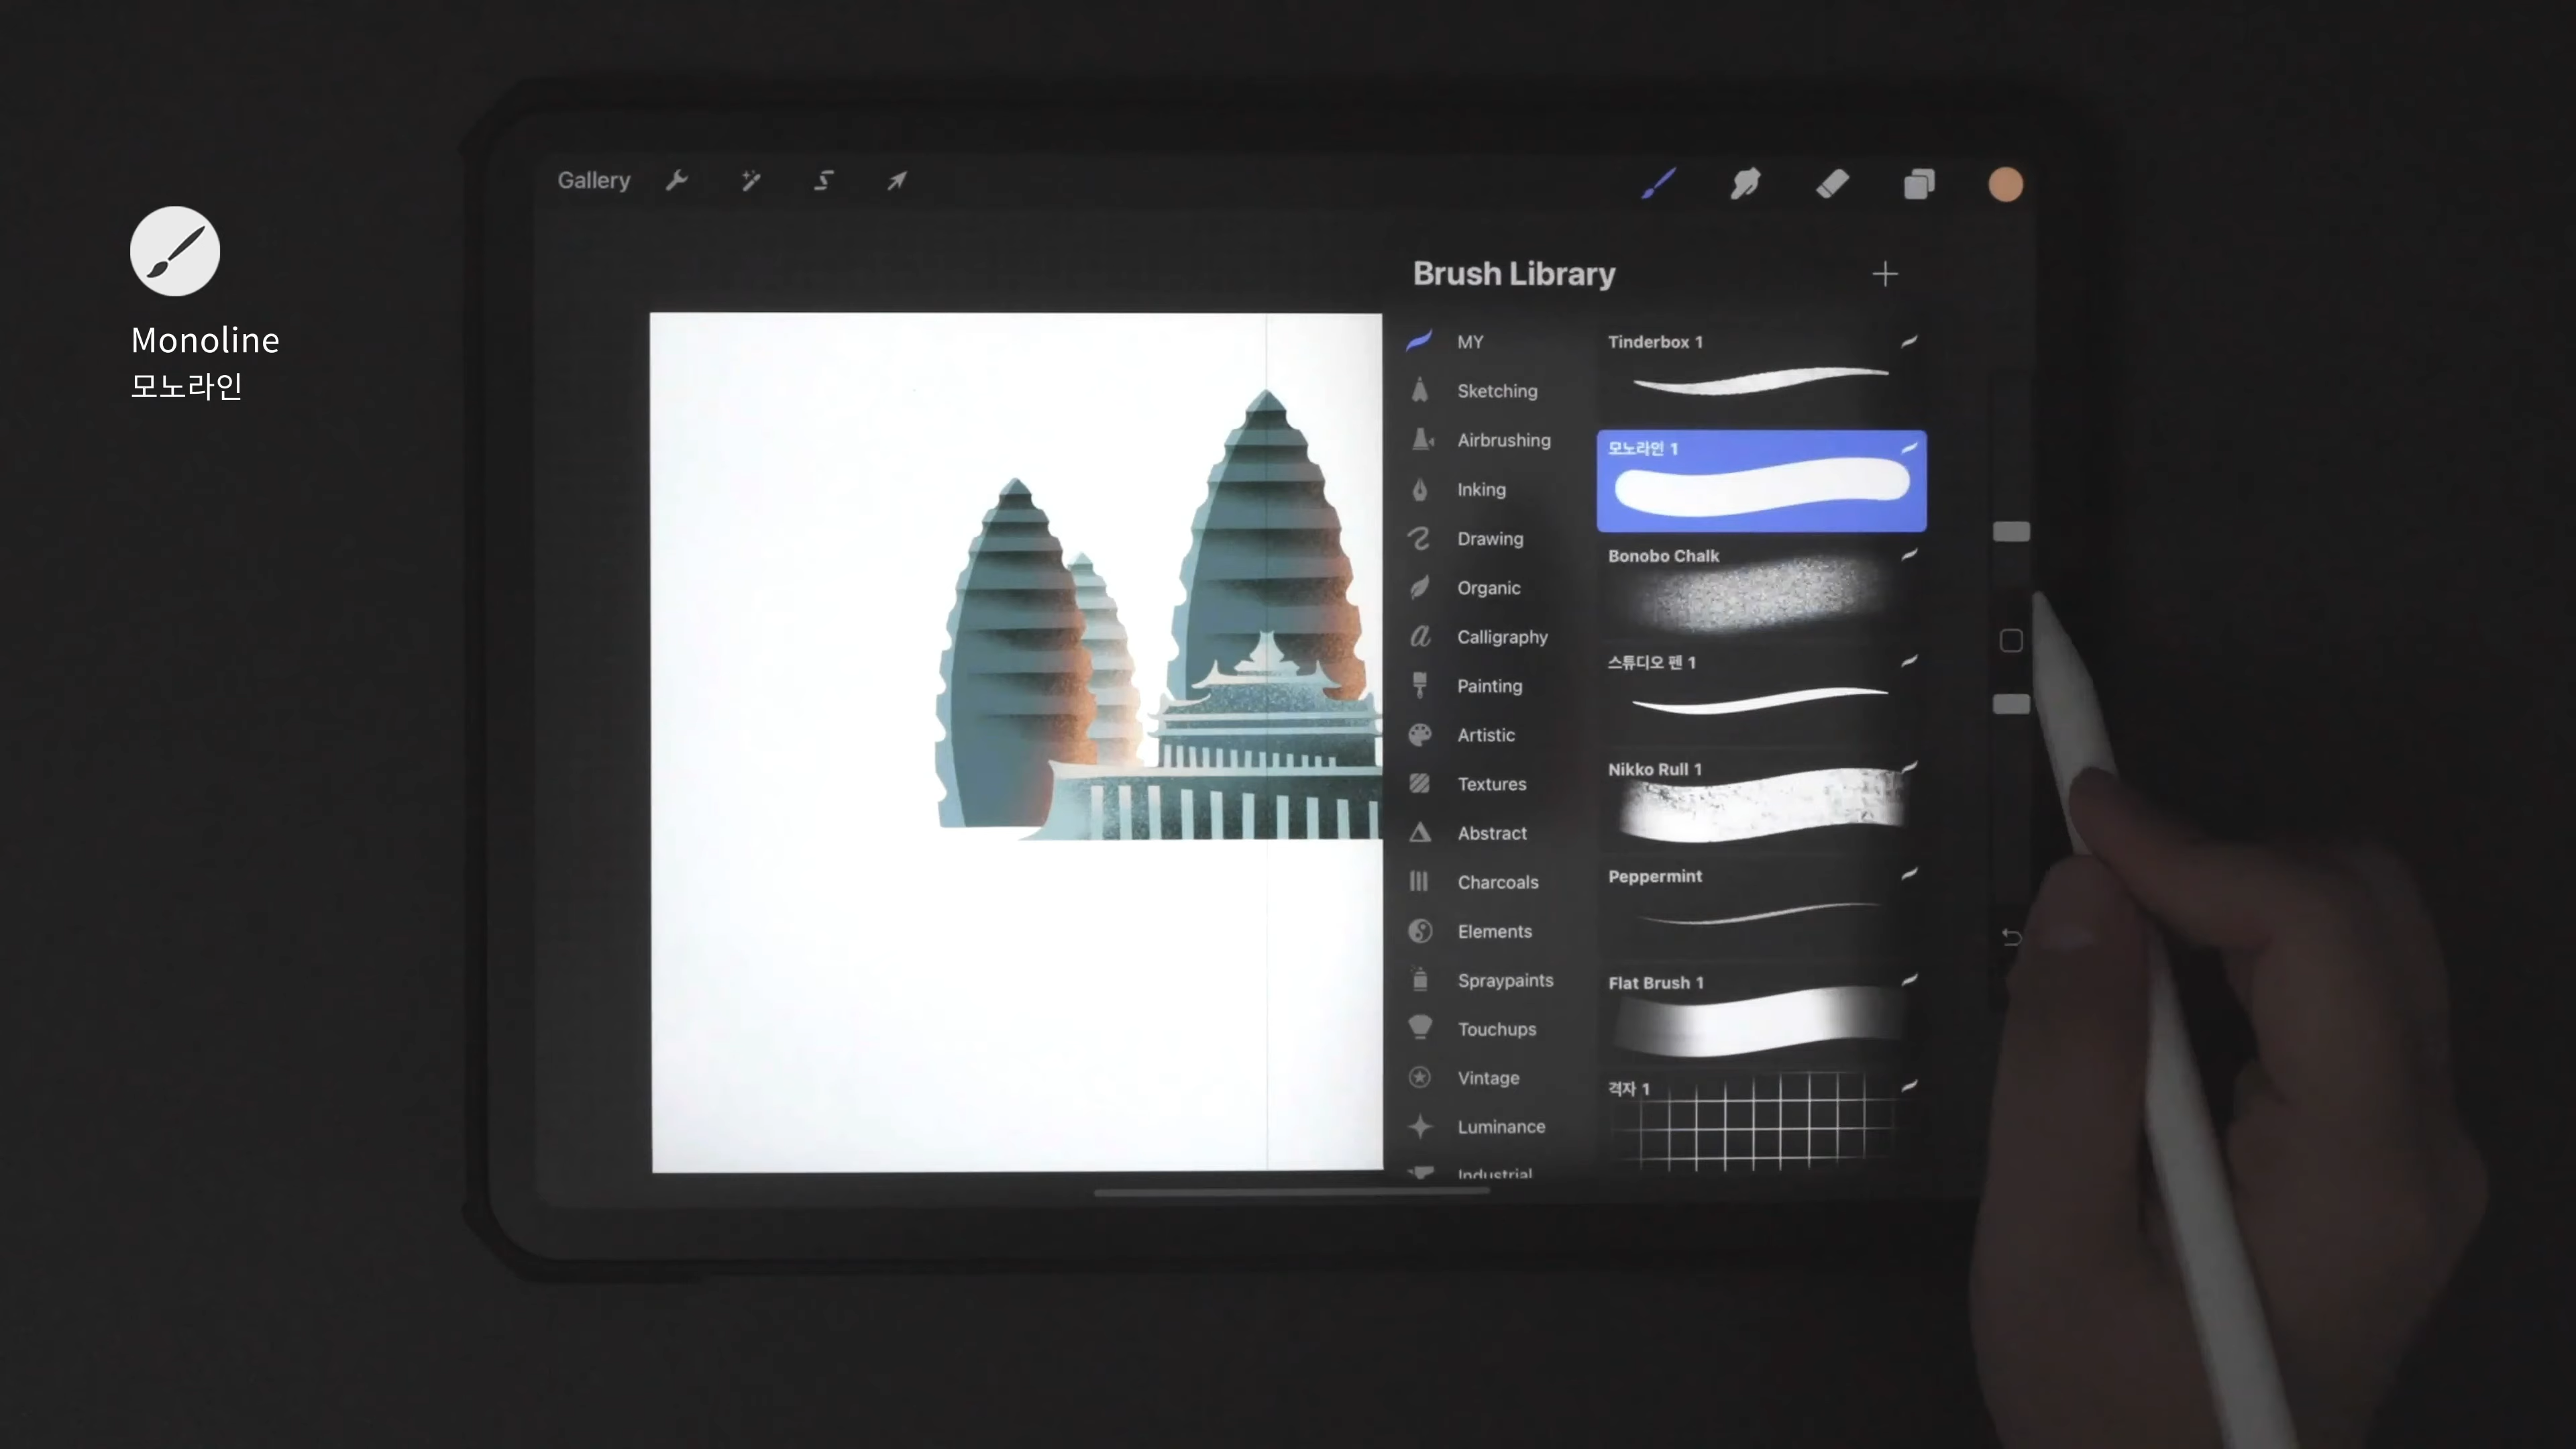 Monoline
모노라인
Gallery
Brush Library
MY
Sketching
Airbrushing
Inking
Drawing
Organic
Calligraphy
Painting
Artistic
Textures
Abstract
Charcoals
Elements
Spraypaints
Touchups
Vintage
Luminance
Industrial
Tinderbox 1
모노라인 1
Bonobo Chalk
스튜디오 펜 1
Nikko Rull 1
Peppermint
Flat Brush 1
격자 1